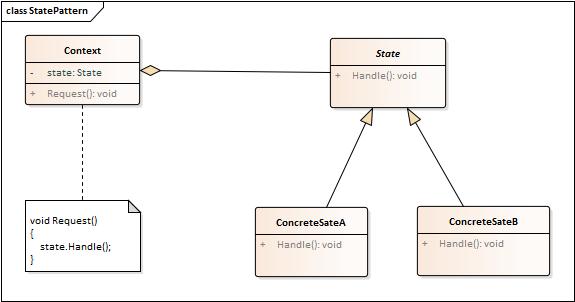 class StatePattern
Context
- state: State
+ Request(): void
State
+ Handle(): void
void Request()
{
state.Handle();
}
ConcreteSateA
+ Handle(): void
ConcreteSateB
+ Handle(): void